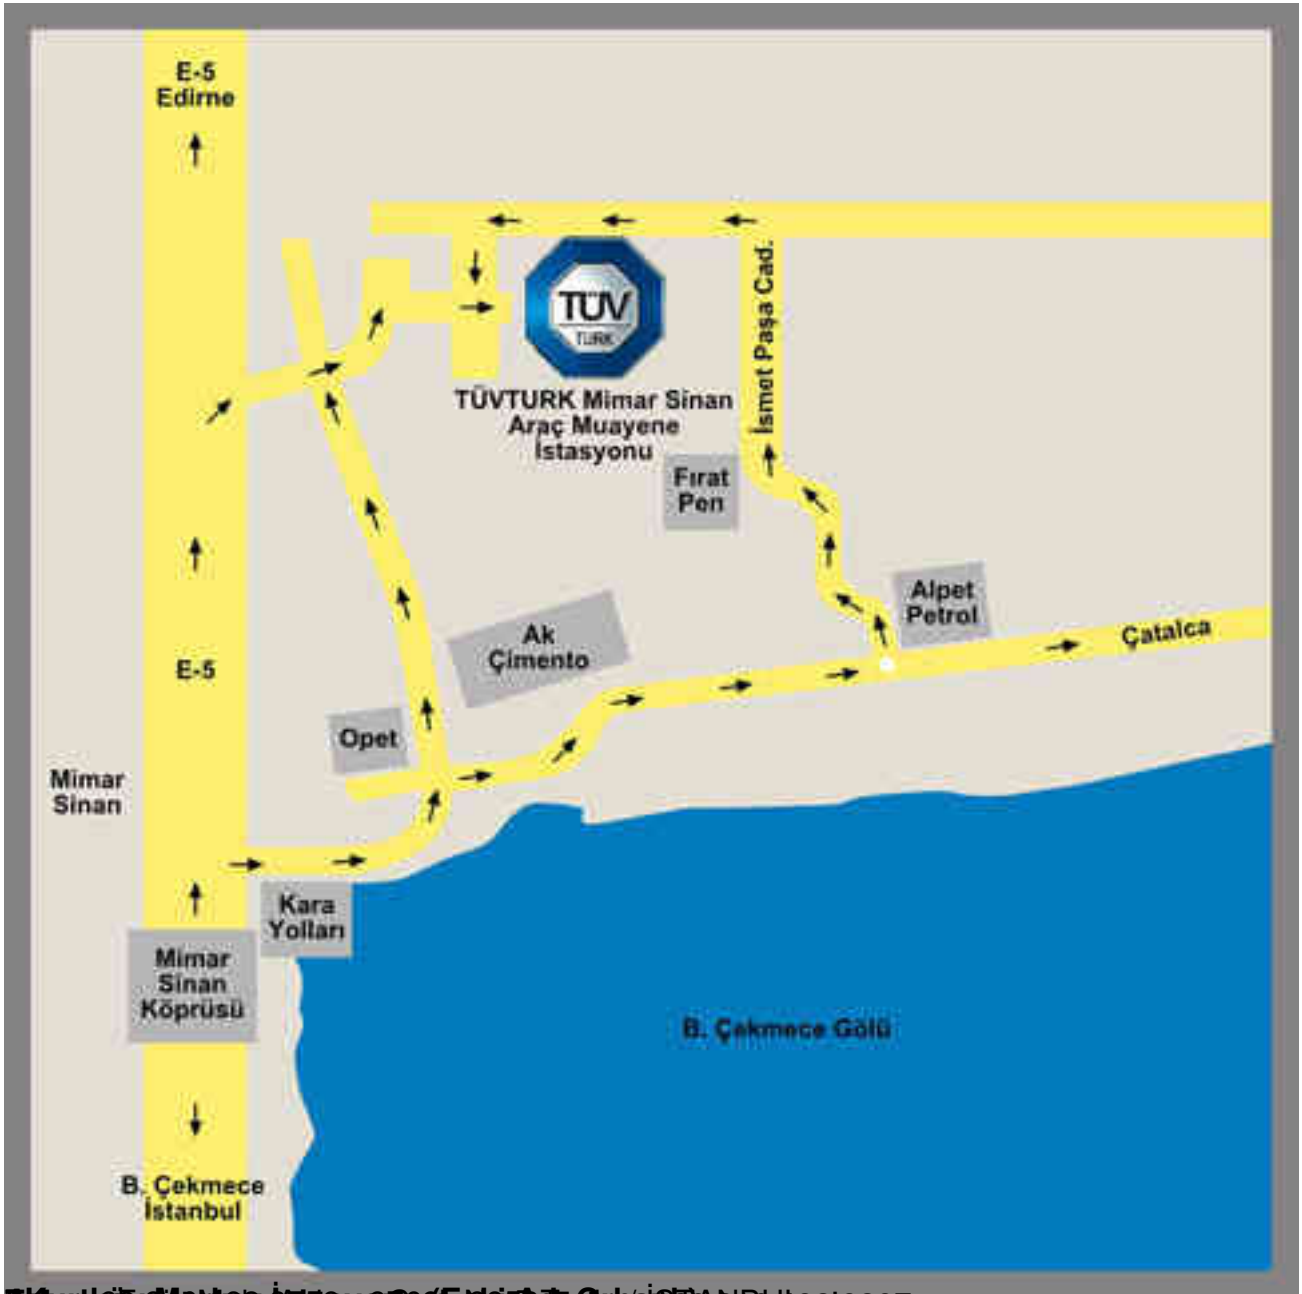 E-5
Edirne
TÜV
TURK
TÜVTURK Mimar Sinan
Araç Muayene
İstasyonu
İsmet Paşa Cad.
Fırat
Pen
Alpet
Petrol
Çatalca
Ak
Çimento
E-5
Opet
Mimar
Sinan
Kara
Yolları
Mimar
Sinan
Köprüsü
B. Çekmece Gölü
B. Çekmece
İstanbul